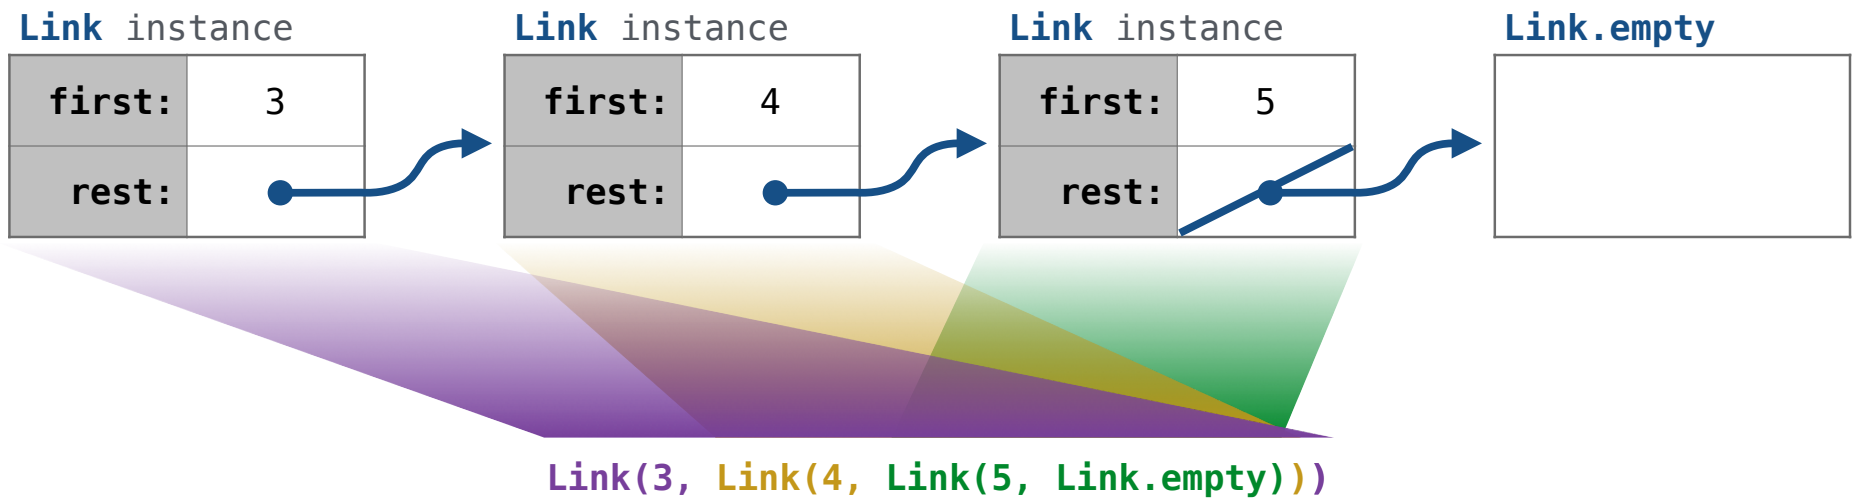 Link instance Link instance Link instance Link.empty
first: 3 first: 4 first: 5
rest: rest: rest:
Link(3, Link(4, Link(5, Link.empty)))